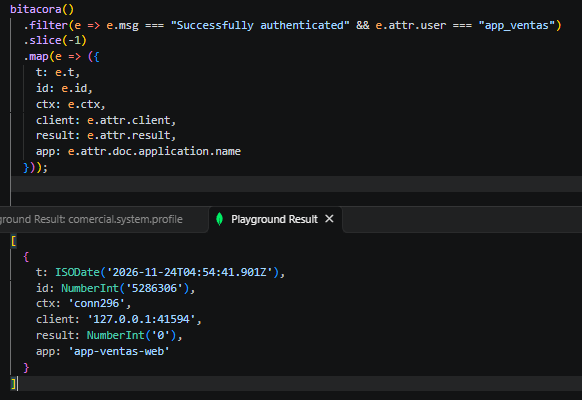 bitacora()
.filter(e => e.msg === "Successfully authenticated" && e.attr.user === "app_ventas")
.slice(-1)
.map(e => ({
t: e.t,
id: e.id,
ctx: e.ctx,
client: e.attr.client,
result: e.attr.result,
app: e.attr.doc.application.name
}));
ground Result: comercial.system.profile Playground Result ✕
[
{
t: ISODate('2026-11-24T04:54:41.901Z'),
id: NumberInt('5286306'),
ctx: 'conn296',
client: '127.0.0.1:41594',
result: NumberInt('0'),
app: 'app-ventas-web'
}
]